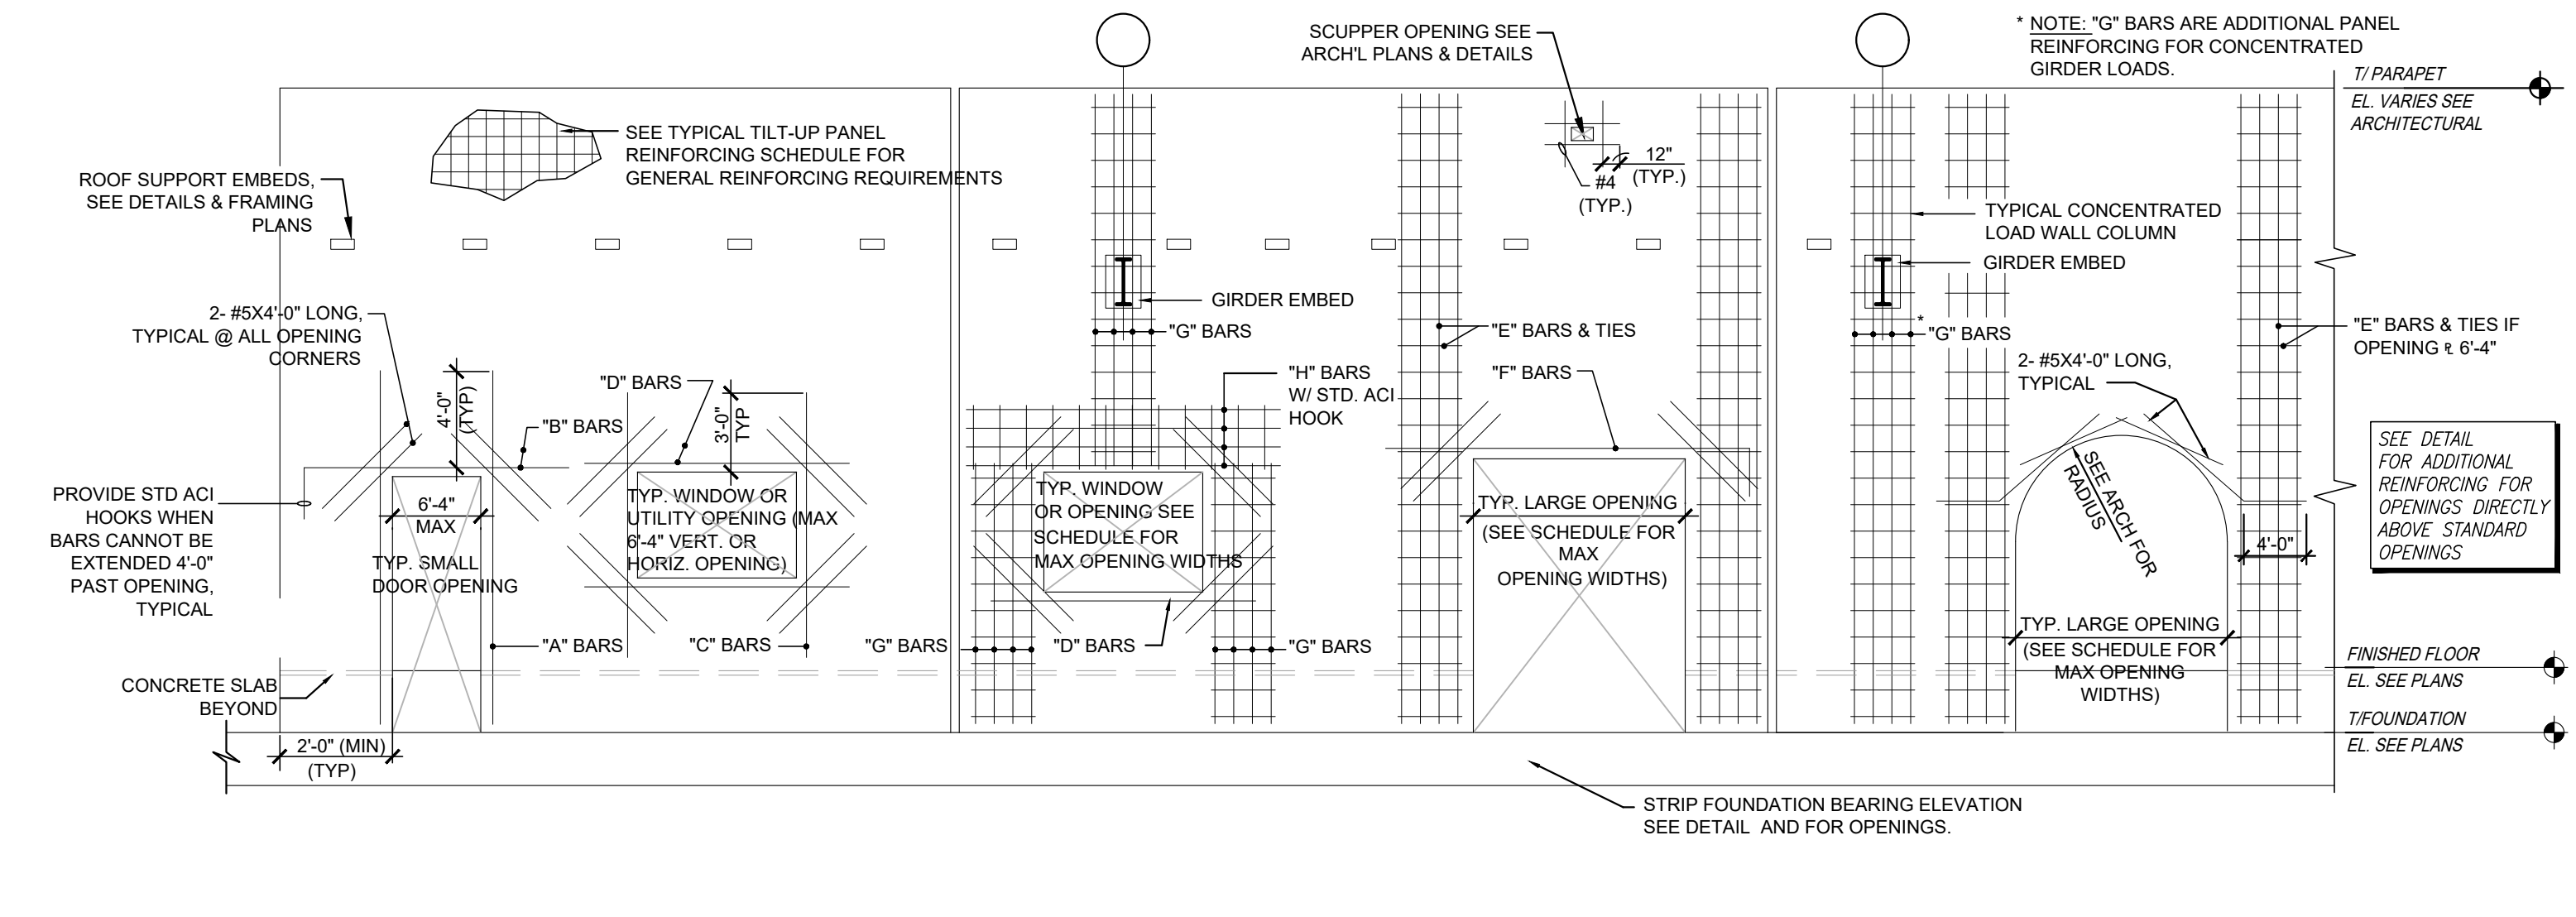 SCUPPER OPENING SEE
ARCH'L PLANS & DETAILS
* NOTE: "G" BARS ARE ADDITIONAL PANEL
REINFORCING FOR CONCENTRATED
GIRDER LOADS.
T/ PARAPET
EL. VARIES SEE
ARCHITECTURAL
SEE TYPICAL TILT-UP PANEL
REINFORCING SCHEDULE FOR
GENERAL REINFORCING REQUIREMENTS
ROOF SUPPORT EMBEDS,
SEE DETAILS & FRAMING
PLANS
12"
(TYP.)
#4
(TYP.)
TYPICAL CONCENTRATED
LOAD WALL COLUMN
GIRDER EMBED
GIRDER EMBED
2- #5X4'-0" LONG,
TYPICAL @ ALL OPENING
CORNERS
"G" BARS
"E" BARS & TIES
*
"G" BARS
"E" BARS & TIES IF
OPENING ⅊ 6'-4"
2- #5X4'-0" LONG,
TYPICAL
4'-0"
(TYP)
"D" BARS
3'-0"
TYP
"H" BARS
W/ STD. ACI
HOOK
"F" BARS
"B" BARS
SEE DETAIL
FOR ADDITIONAL
REINFORCING FOR
OPENINGS DIRECTLY
ABOVE STANDARD
OPENINGS
PROVIDE STD ACI
HOOKS WHEN
BARS CANNOT BE
EXTENDED 4'-0"
PAST OPENING,
TYPICAL
6'-4"
MAX
TYP. SMALL
DOOR OPENING
TYP. WINDOW OR
UTILITY OPENING (MAX
6'-4" VERT. OR
HORIZ. OPENING)
TYP. WINDOW
OR OPENING SEE
SCHEDULE FOR
MAX OPENING WIDTHS
TYP. LARGE OPENING
(SEE SCHEDULE FOR
MAX
OPENING WIDTHS)
SEE ARCH FOR
RADIUS
4'-0"
TYP. LARGE OPENING
(SEE SCHEDULE FOR
MAX OPENING
WIDTHS)
"A" BARS
"C" BARS
"G" BARS
"D" BARS
"G" BARS
FINISHED FLOOR
EL. SEE PLANS
CONCRETE SLAB
BEYOND
T/FOUNDATION
EL. SEE PLANS
2'-0" (MIN)
(TYP)
STRIP FOUNDATION BEARING ELEVATION
SEE DETAIL AND FOR OPENINGS.